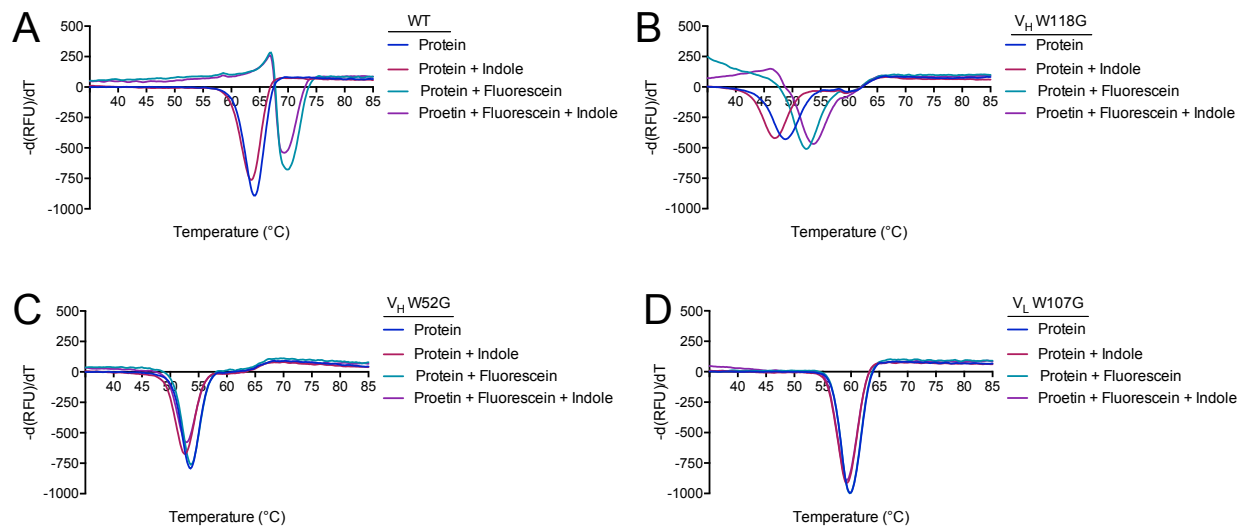 A
WT
Protein
Protein + Indole
Protein + Fluorescein
Proetin + Fluorescein + Indole
-d(RFU)/dT
500
250
0
-250
-500
-750
-1000
40 45 50 55 60 65 70 75 80 85
Temperature (°C)
B
VH W118G
Protein
Protein + Indole
Protein + Fluorescein
Proetin + Fluorescein + Indole
-d(RFU)/dT
500
250
0
-250
-500
-750
-1000
40 45 50 55 60 65 70 75 80 85
Temperature (°C)
C
VH W52G
Protein
Protein + Indole
Protein + Fluorescein
Proetin + Fluorescein + Indole
-d(RFU)/dT
500
250
0
-250
-500
-750
-1000
40 45 50 55 60 65 70 75 80 85
Temperature (°C)
D
VL W107G
Protein
Protein + Indole
Protein + Fluorescein
Proetin + Fluorescein + Indole
-d(RFU)/dT
500
250
0
-250
-500
-750
-1000
40 45 50 55 60 65 70 75 80 85
Temperature (°C)